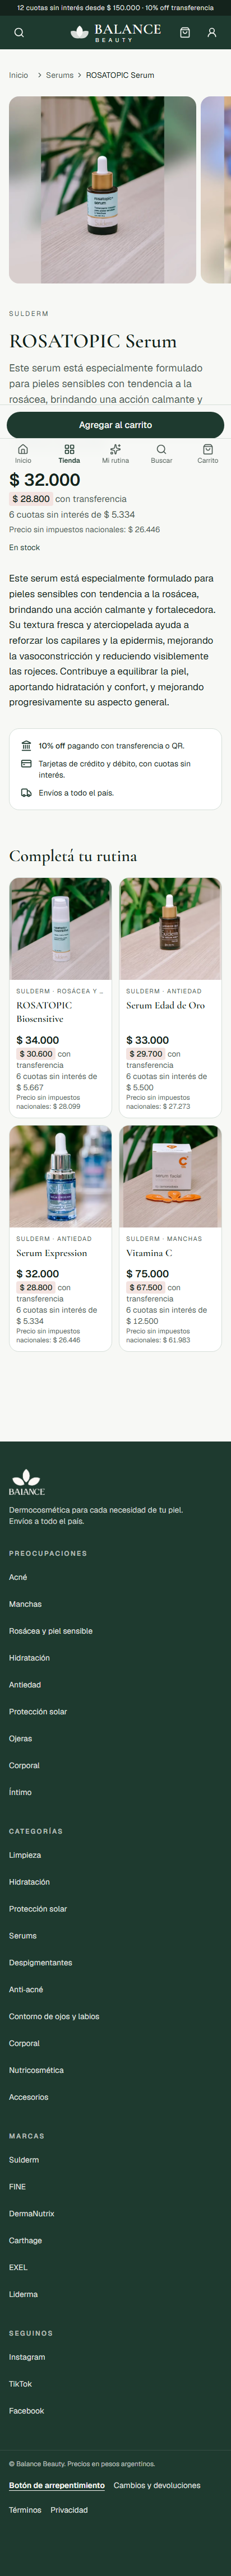 12 cuotas sin interés desde $ 150.000 · 10% off transferencia
BALANCE
BEAUTY
Inicio > Serums > ROSATOPIC Serum
SULDERM
ROSATOPIC Serum
Este serum está especialmente formulado
para pieles sensibles con tendencia a la
rosácea, brindando una acción calmante y
Agregar al carrito
Inicio
Tienda
Mi rutina
Buscar
Carrito
$ 32.000
$ 28.800 con transferencia
6 cuotas sin interés de $ 5.334
Precio sin impuestos nacionales: $ 26.446
En stock
Este serum está especialmente formulado para
pieles sensibles con tendencia a la rosácea,
brindando una acción calmante y fortalecedora.
Su textura fresca y aterciopelada ayuda a
reforzar los capilares y la epidermis, mejorando
la vasoconstricción y reduciendo visiblemente
las rojeces. Contribuye a equilibrar la piel,
aportando hidratación y confort, y mejorando
progresivamente su aspecto general.
10% off pagando con transferencia o QR.
Tarjetas de crédito y débito, con cuotas sin
interés.
Envíos a todo el país.
Completá tu rutina
SULDERM · ROSÁCEA Y ...
ROSATOPIC
Biosensitive
$ 34.000
$ 30.600 con
transferencia
6 cuotas sin interés de
$ 5.667
Precio sin impuestos
nacionales: $ 28.099
SULDERM · ANTIEDAD
Serum Edad de Oro
$ 33.000
$ 29.700 con
transferencia
6 cuotas sin interés de
$ 5.500
Precio sin impuestos
nacionales: $ 27.273
SULDERM · ANTIEDAD
Serum Expression
$ 32.000
$ 28.800 con
transferencia
6 cuotas sin interés de
$ 5.334
Precio sin impuestos
nacionales: $ 26.446
SULDERM · MANCHAS
Vitamina C
$ 75.000
$ 67.500 con
transferencia
6 cuotas sin interés de
$ 12.500
Precio sin impuestos
nacionales: $ 61.983
BALANCE
Dermocosmética para cada necesidad de tu piel.
Envíos a todo el país.
PREOCUPACIONES
Acné
Manchas
Rosácea y piel sensible
Hidratación
Antiedad
Protección solar
Ojeras
Corporal
Íntimo
CATEGORÍAS
Limpieza
Hidratación
Protección solar
Serums
Despigmentantes
Anti-acné
Contorno de ojos y labios
Corporal
Nutricosmética
Accesorios
MARCAS
Sulderm
FINE
DermaNutrix
Carthage
EXEL
Liderma
SEGUINOS
Instagram
TikTok
Facebook
© Balance Beauty. Precios en pesos argentinos.
Botón de arrepentimiento Cambios y devoluciones
Términos Privacidad